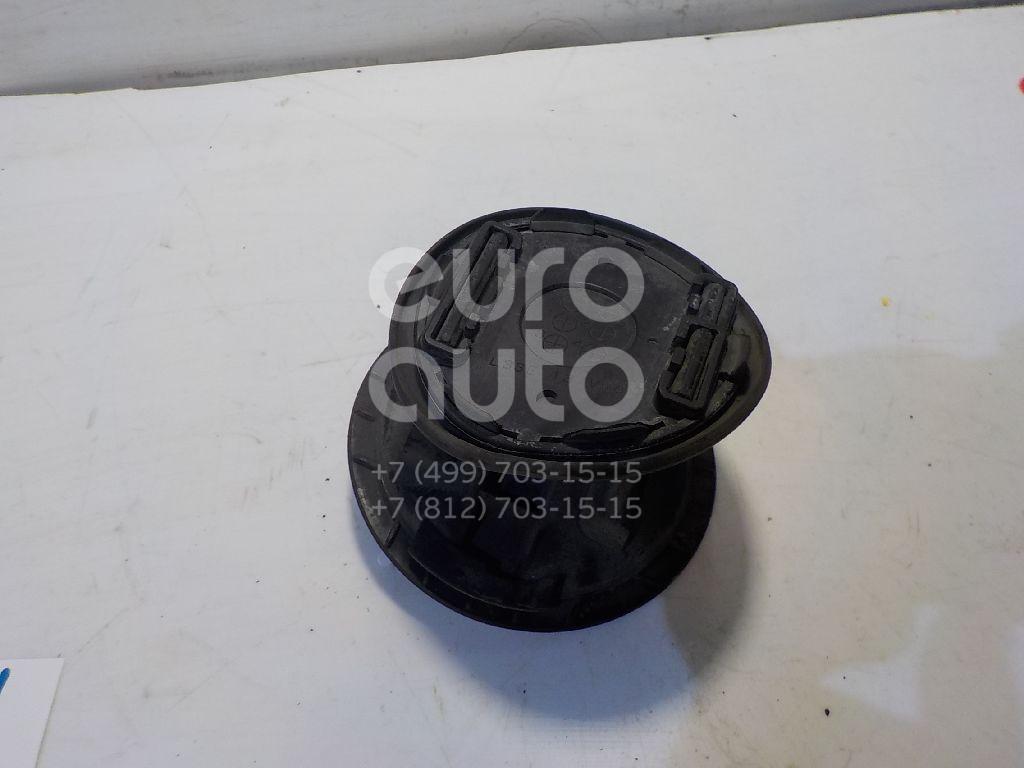 euro
auto
+7 (499) 703-15-15
+7 (812) 703-15-15